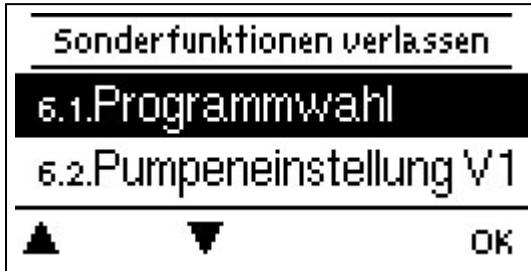 Sonderfunktionen verlassen
6.1.Programmwahl
6.2.Pumpeneinstellung V1
▲ ▼ OK